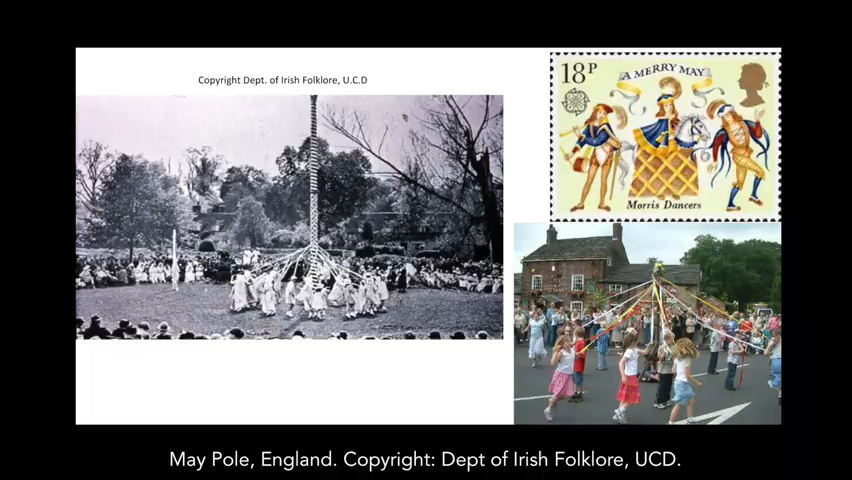 Copyright Dept. of Irish Folklore, U.C.D
18P
A MERRY MAY
Morris Dancers
May Pole, England. Copyright: Dept of Irish Folklore, UCD.